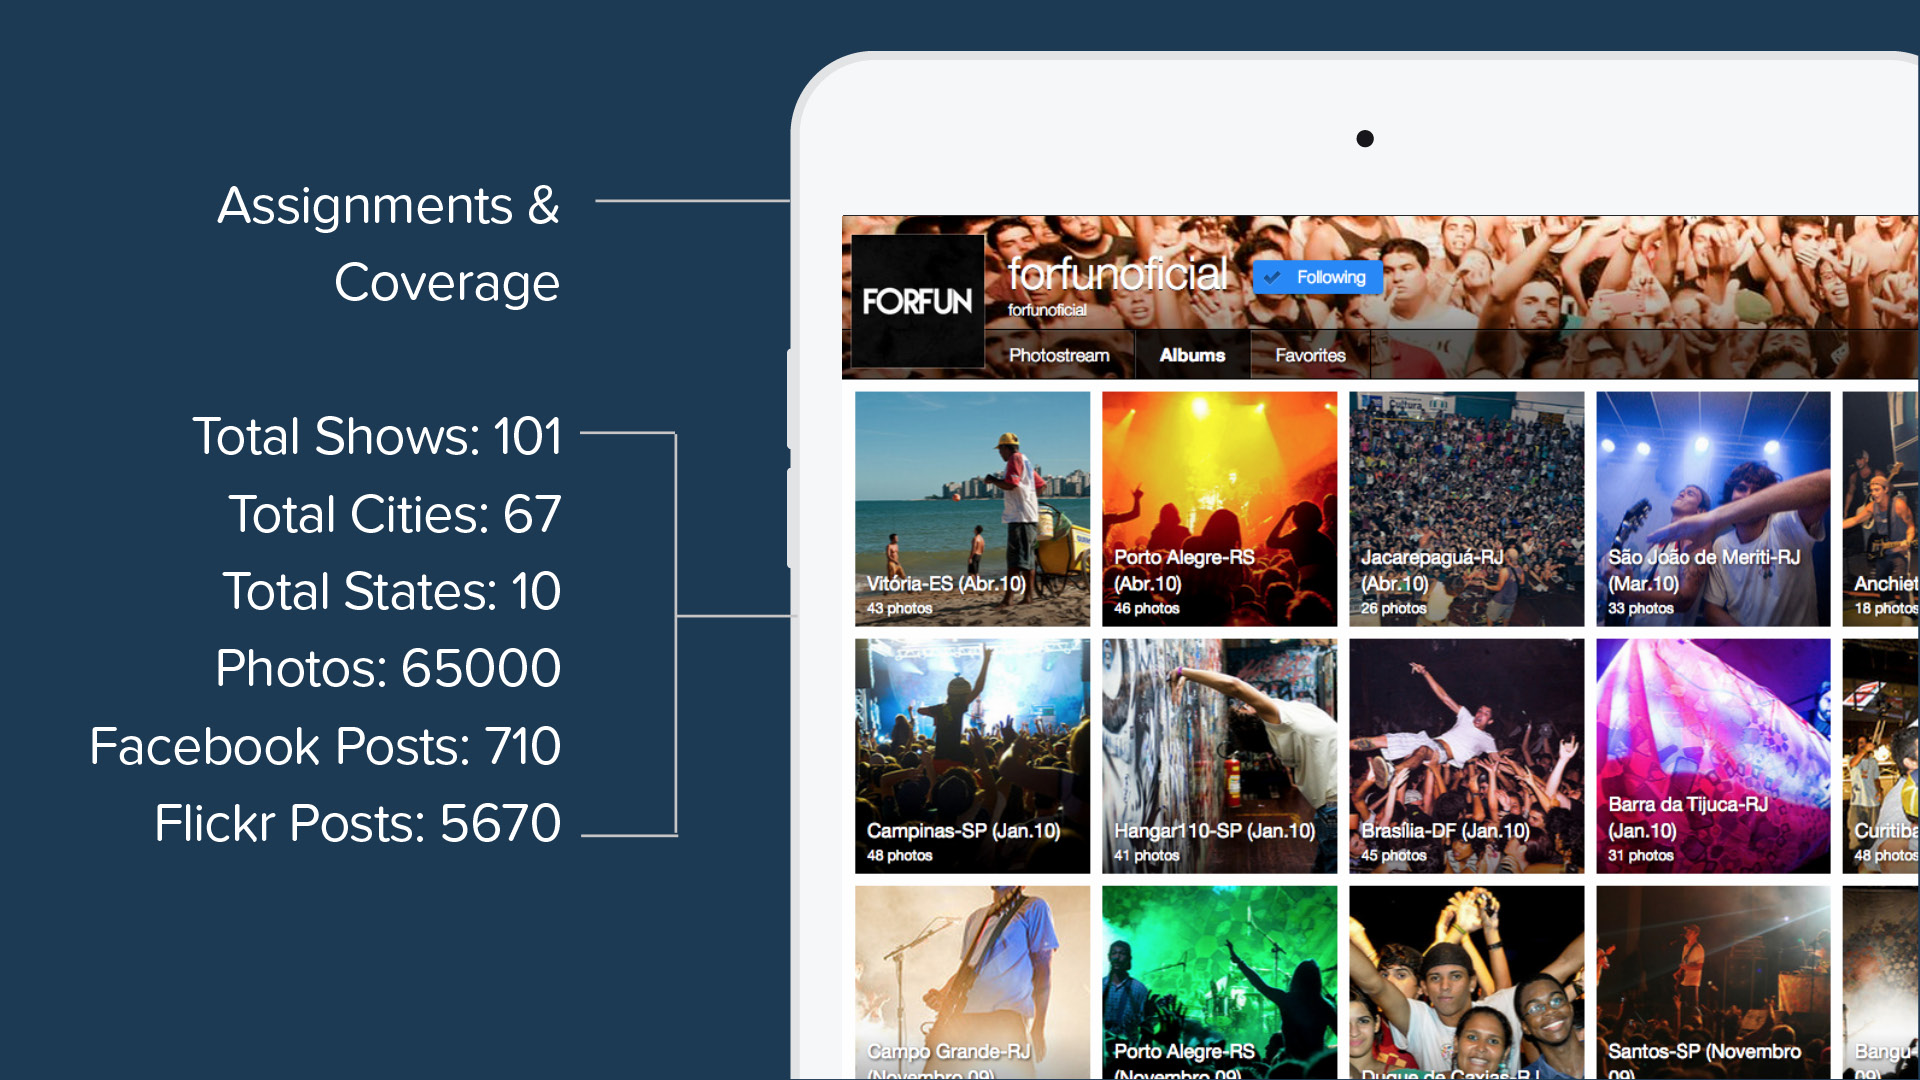 Assignments &
Coverage
Total Shows: 101
Total Cities: 67
Total States: 10
Photos: 65000
Facebook Posts: 710
Flickr Posts: 5670
FORFUN
forfunoficial
Following
forfunoficial
Photostream
Albums
Favorites
Cultura
Vitória-ES (Abr.10)
43 photos
Porto Alegre-RS
(Abr.10)
46 photos
Jacarepaguá-RJ
(Abr.10)
26 photos
São João de Meriti-RJ
(Mar.10)
33 photos
Anchiet
18 photos
Campinas-SP (Jan.10)
48 photos
Hangar110-SP (Jan.10)
41 photos
Brasília-DF (Jan.10)
45 photos
Barra da Tijuca-RJ
(Jan.10)
31 photos
Curitiba
48 photos
Campo Grande-RJ
(Novembro 09)
Porto Alegre-RS
(Novembro 09)
Duque de Caxias-RJ
Santos-SP (Novembro
09)
Bangu-